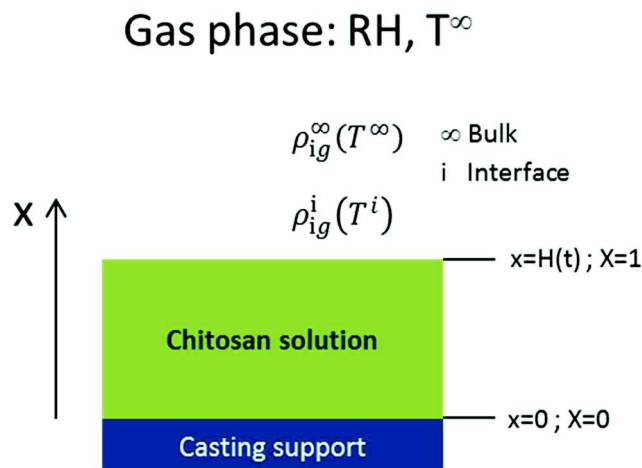 Gas phase: RH, T∞
ρ∞ig(T∞)
∞ Bulk
i Interface
ρiig(Ti)
X
x=H(t) ; X=1
Chitosan solution
x=0 ; X=0
Casting support